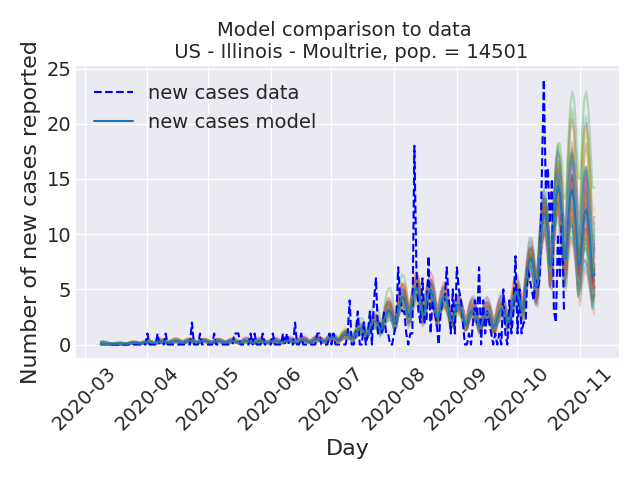 Model comparison to data
US - Illinois - Moultrie, pop. = 14501
Number of new cases reported
25
20
15
10
5
0
new cases data
new cases model
2020-03
2020-04
2020-05
2020-06
2020-07
2020-08
2020-09
2020-10
2020-11
Day